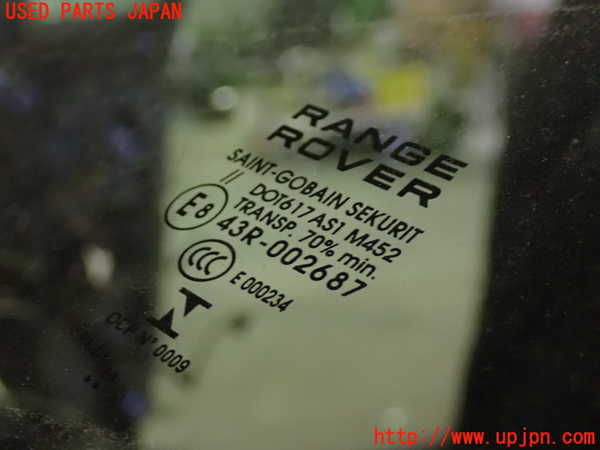 USED PARTS JAPAN
RANGE
ROVER
SAINT-GOBAIN SEKURIT
//
DOT617 AS1 M452
TRANSP. 70% min.
E8
43R-002687
CCC
E 000234
OCP N° 0009
http://www.upjpn.com